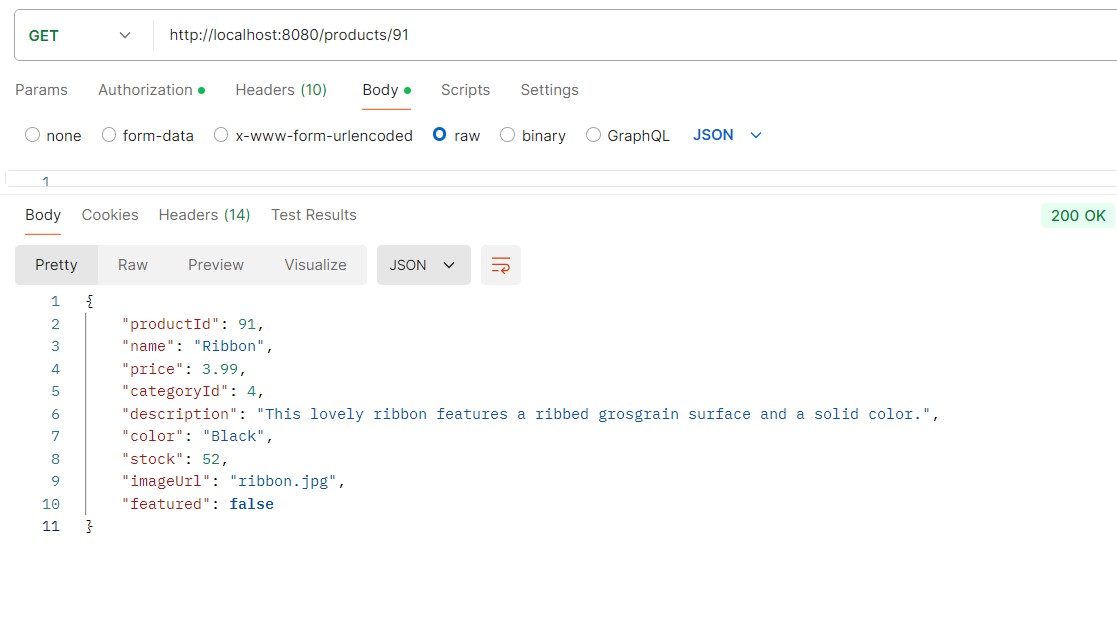 GET http://localhost:8080/products/91
Params Authorization Headers (10) Body Scripts Settings
none form-data x-www-form-urlencoded raw binary GraphQL JSON
1
Body Cookies Headers (14) Test Results 200 OK
Pretty Raw Preview Visualize JSON
1 {
2 "productId": 91,
3 "name": "Ribbon",
4 "price": 3.99,
5 "categoryId": 4,
6 "description": "This lovely ribbon features a ribbed grosgrain surface and a solid color.",
7 "color": "Black",
8 "stock": 52,
9 "imageUrl": "ribbon.jpg",
10 "featured": false
11 }